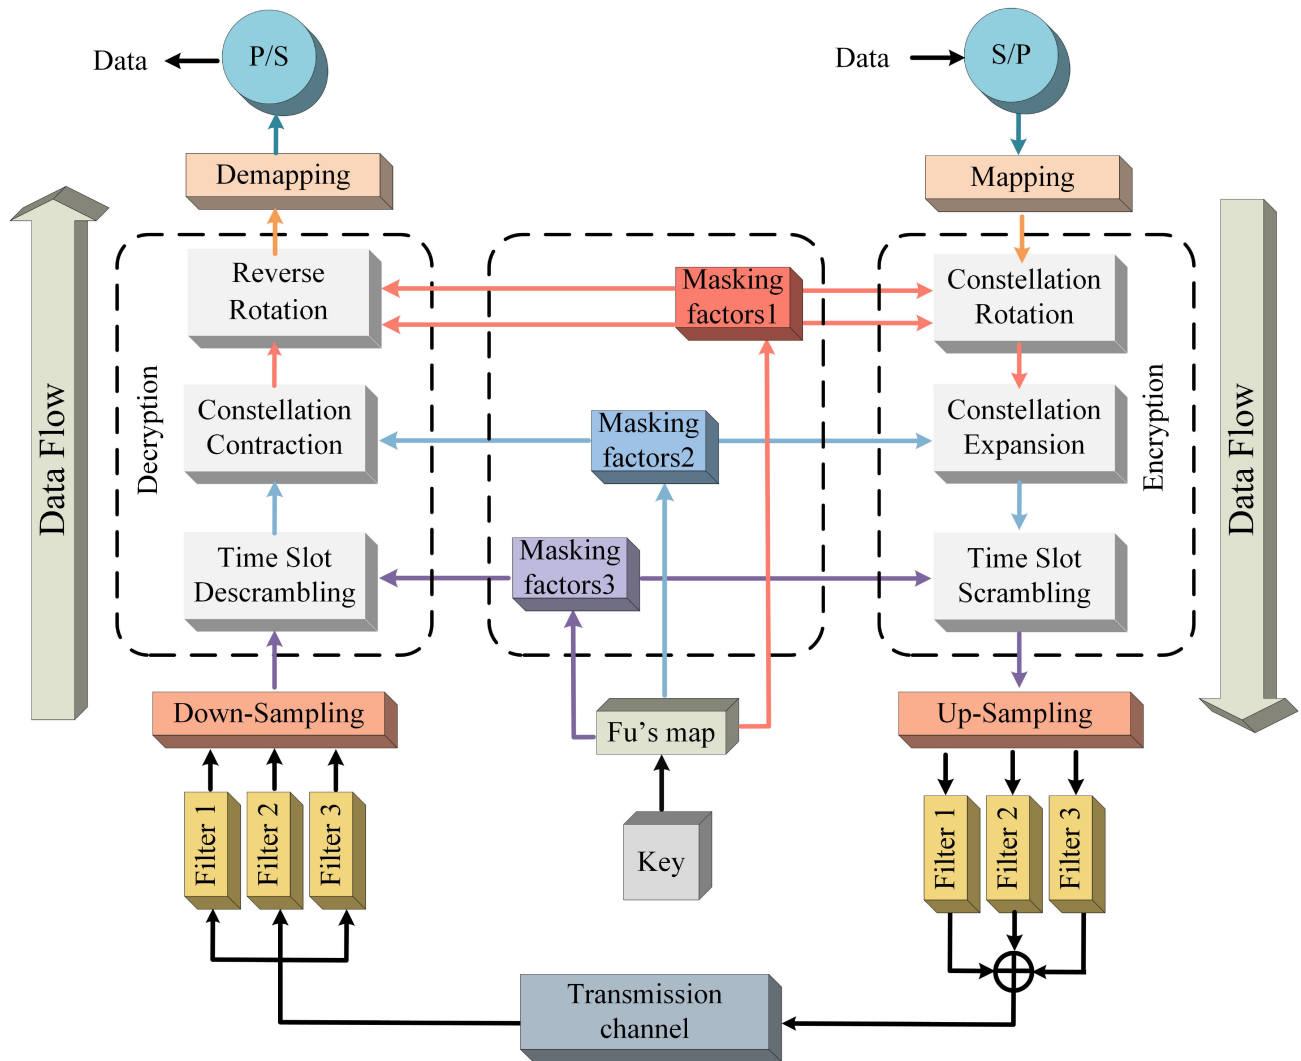 Data
P/S
Data
S/P
Demapping
Mapping
Reverse
Rotation
Masking
factors1
Constellation
Rotation
Data Flow
Decryption
Constellation
Contraction
Masking
factors2
Constellation
Expansion
Encryption
Data Flow
Time Slot
Descrambling
Masking
factors3
Time Slot
Scrambling
Down-Sampling
Fu's map
Up-Sampling
Filter 1
Filter 2
Filter 3
Key
Filter 1
Filter 2
Filter 3
Transmission
channel